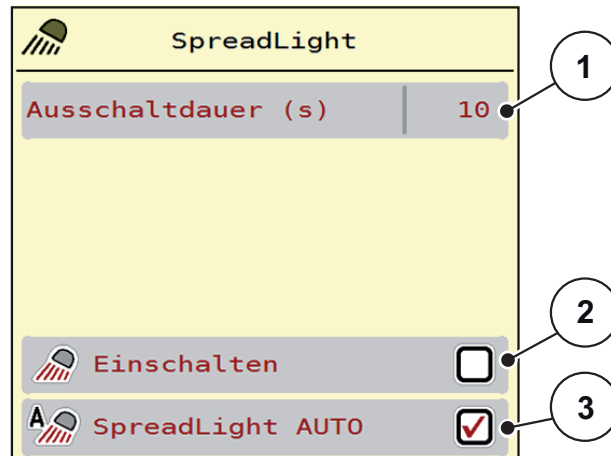 SpreadLight
1
Ausschaltdauer (s) 10
2
Einschalten
3
A SpreadLight AUTO